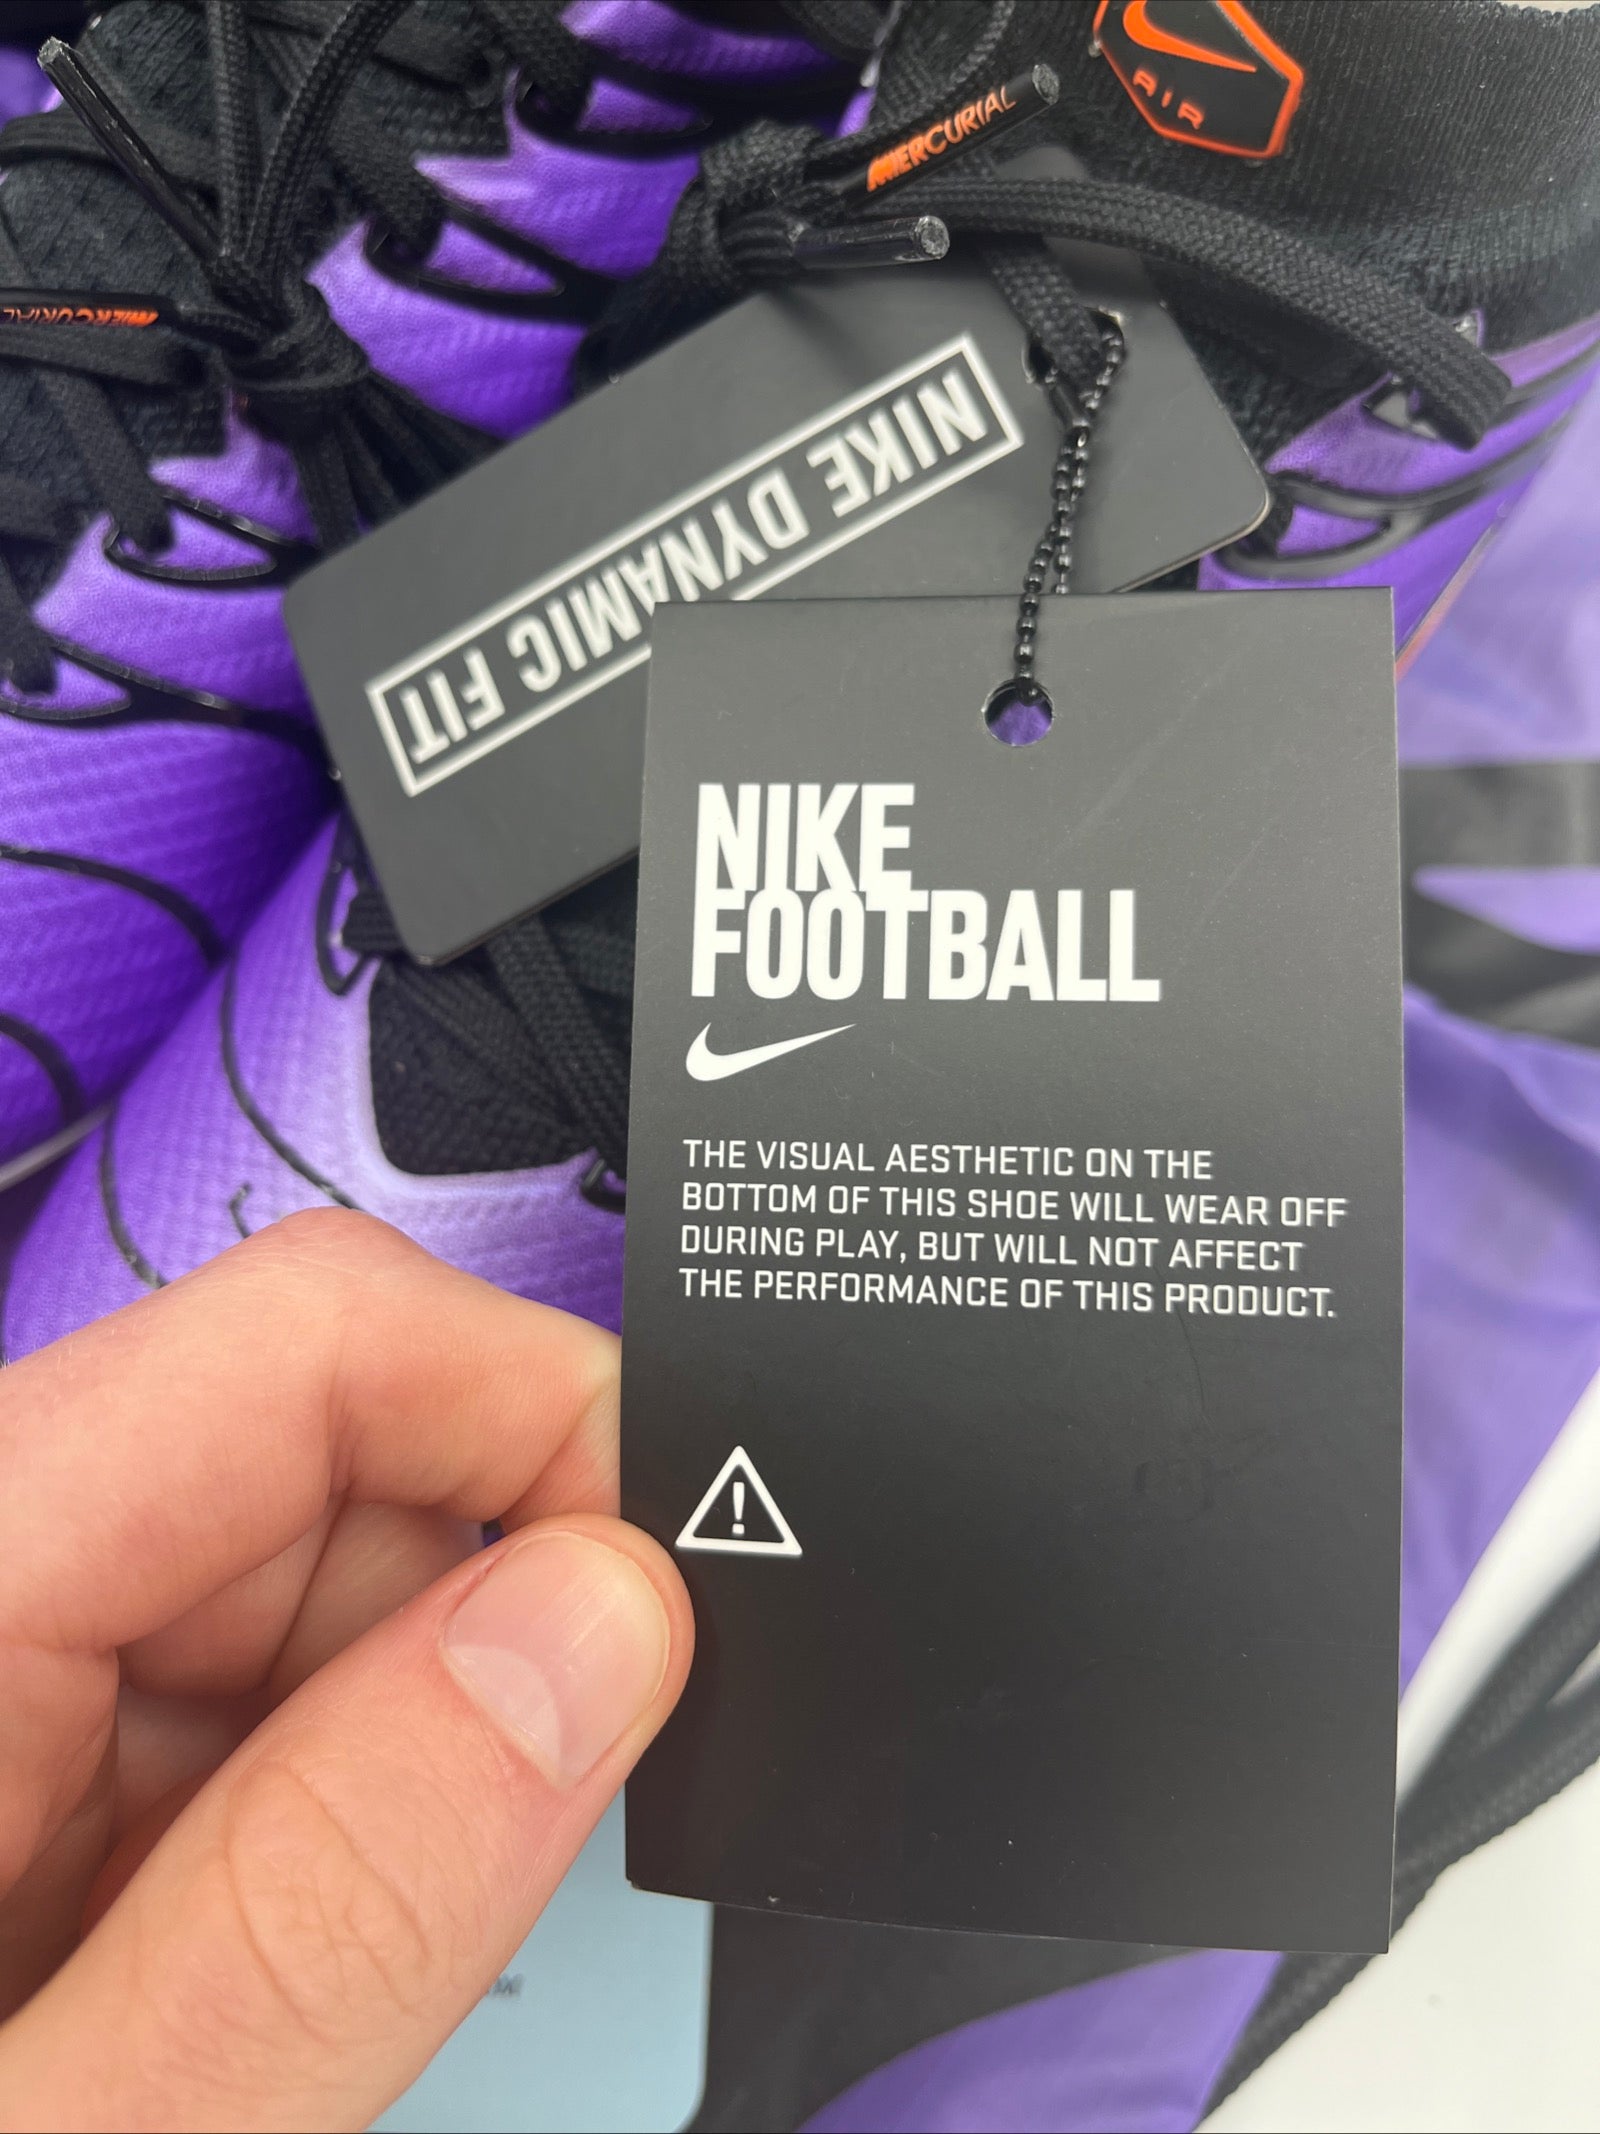 AIR
MERCURIAL
MERCURIAL
NIKE DYNAMIC FIT
NIKE
FOOTBALL
THE VISUAL AESTHETIC ON THE
BOTTOM OF THIS SHOE WILL WEAR OFF
DURING PLAY, BUT WILL NOT AFFECT
THE PERFORMANCE OF THIS PRODUCT.